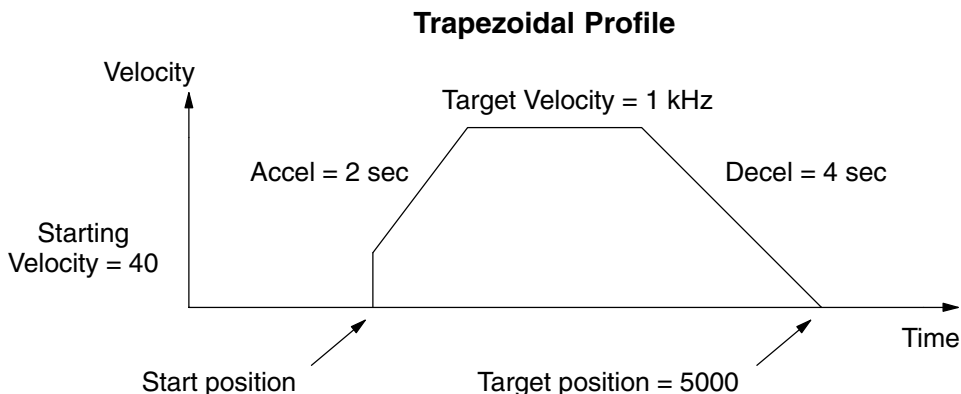 Trapezoidal Profile
Velocity
Target Velocity = 1 kHz
Accel = 2 sec
Decel = 4 sec
Starting
Velocity = 40
Time
Start position
Target position = 5000